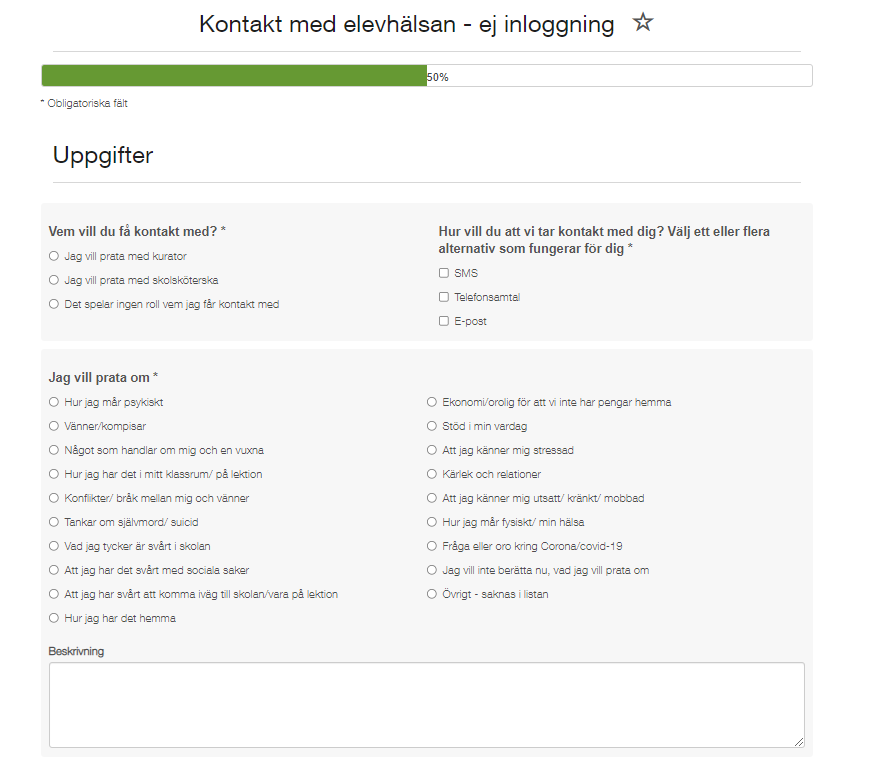 Kontakt med elevhälsan - ej inloggning
50%
* Obligatoriska fält
Uppgifter
Vem vill du få kontakt med? *
Jag vill prata med kurator
Jag vill prata med skolsköterska
Det spelar ingen roll vem jag får kontakt med
Hur vill du att vi tar kontakt med dig? Välj ett eller flera
alternativ som fungerar för dig *
SMS
Telefonsamtal
E-post
Jag vill prata om *
Hur jag mår psykiskt
Vänner/kompisar
Något som handlar om mig och en vuxna
Hur jag har det i mitt klassrum/ på lektion
Konflikter/ bråk mellan mig och vänner
Tankar om självmord/ suicid
Vad jag tycker är svårt i skolan
Att jag har det svårt med sociala saker
Att jag har svårt att komma iväg till skolan/vara på lektion
Hur jag har det hemma
Ekonomi/orolig för att vi inte har pengar hemma
Stöd i min vardag
Att jag känner mig stressad
Kärlek och relationer
Att jag känner mig utsatt/ kränkt/ mobbad
Hur jag mår fysiskt/ min hälsa
Fråga eller oro kring Corona/covid-19
Jag vill inte berätta nu, vad jag vill prata om
Övrigt - saknas i listan
Beskrivning